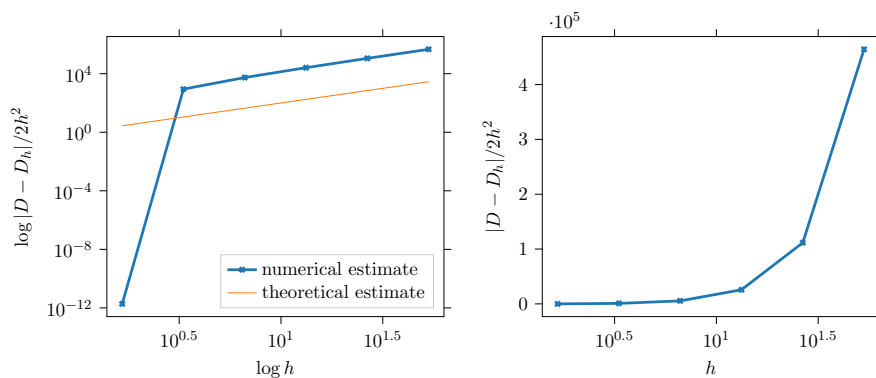 10^4
10^0
10^−4
10^−8
10^−12
log |D − D_h|/2h^2
numerical estimate
theoretical estimate
10^0.5
10^1
10^1.5
log h
·10^5
4
2
1
0
|D − D_h|/2h^2
10^0.5
10^1
10^1.5
h